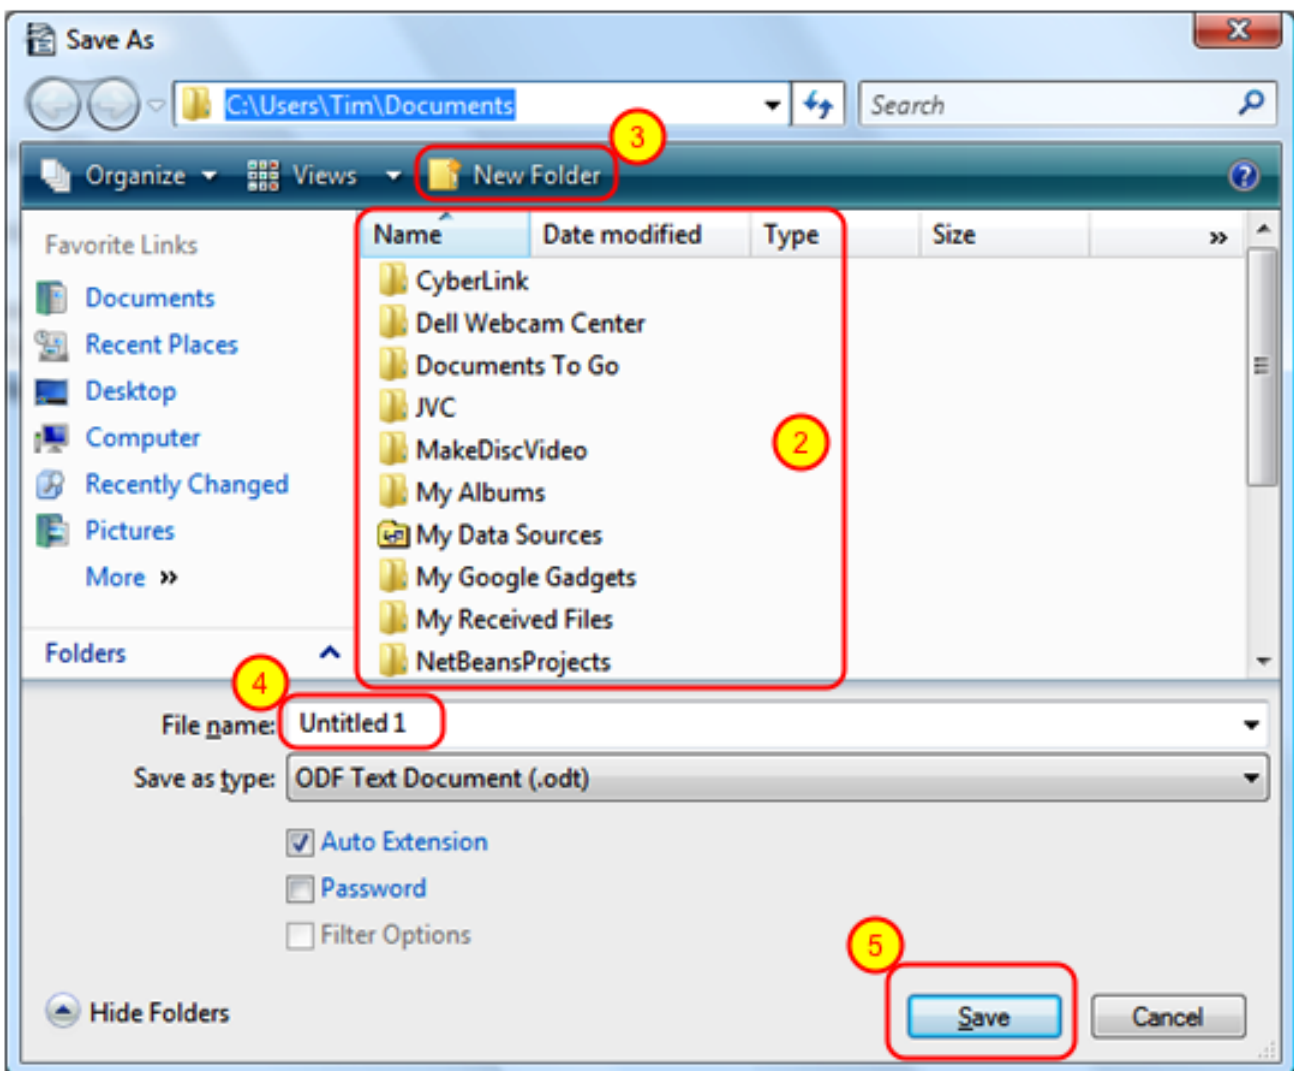 Save As
C:\Users\Tim\Documents
Search
3
Organize Views New Folder
Favorite Links
Documents
Recent Places
Desktop
Computer
Recently Changed
Pictures
More »
Folders
Name Date modified Type Size »
CyberLink
Dell Webcam Center
Documents To Go
JVC
MakeDiscVideo
2
My Albums
My Data Sources
My Google Gadgets
My Received Files
NetBeansProjects
4
File name: Untitled 1
Save as type: ODF Text Document (.odt)
Auto Extension
Password
Filter Options
5
Hide Folders
Save Cancel